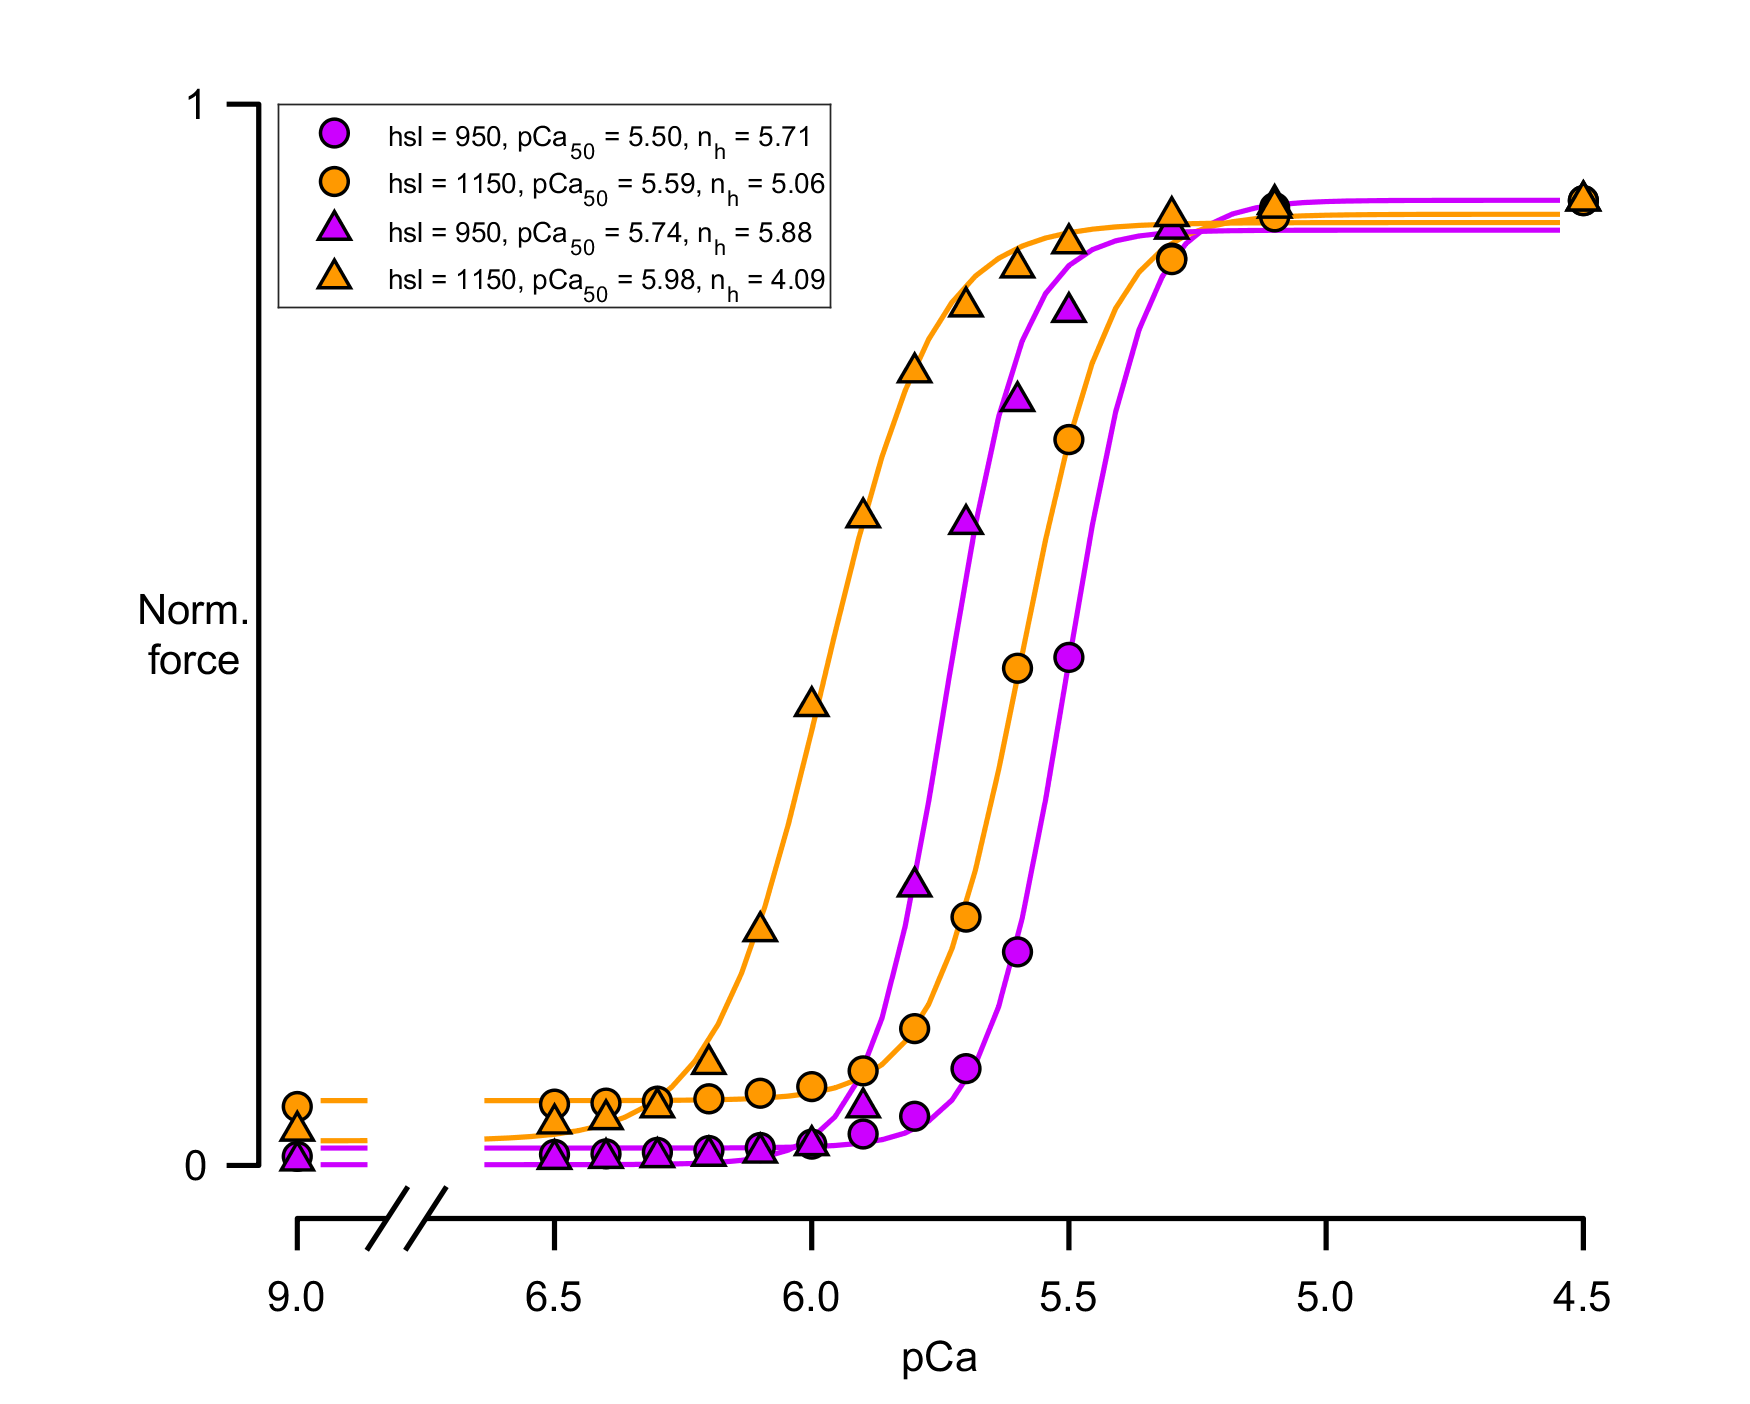 1
hsl = 950, pCa50 = 5.50, nh = 5.71
hsl = 1150, pCa50 = 5.59, nh = 5.06
hsl = 950, pCa50 = 5.74, nh = 5.88
hsl = 1150, pCa50 = 5.98, nh = 4.09
Norm.
force
0
9.0 6.5 6.0 5.5 5.0 4.5
pCa